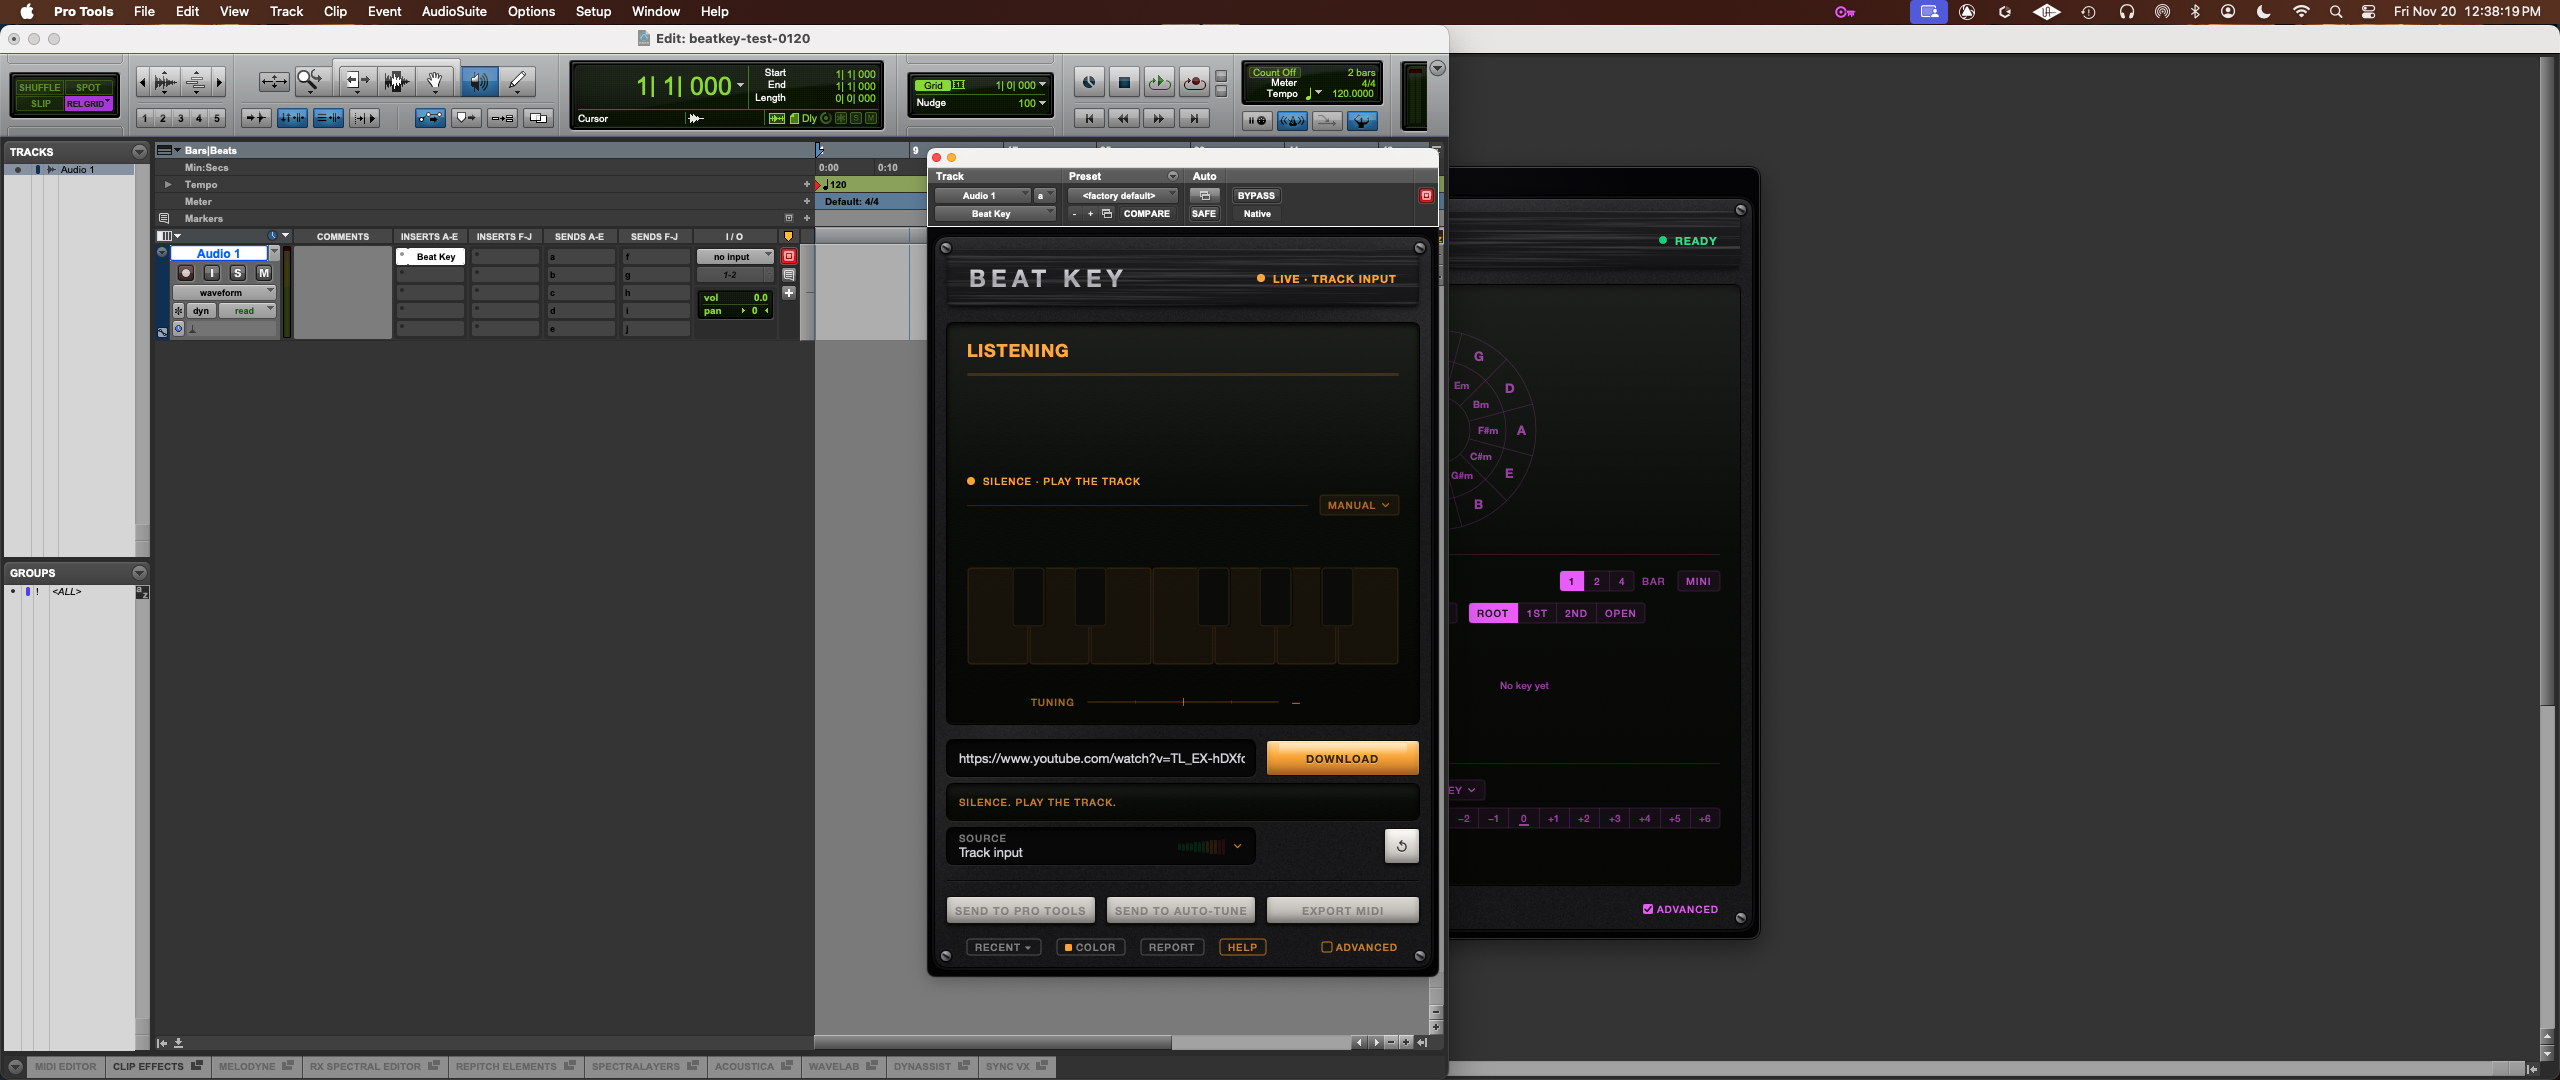 Pro Tools File Edit View Track Clip Event AudioSuite Options Setup Window Help
Fri Nov 20 12:38:19 PM
Edit: beatkey-test-0120
SHUFFLE SPOT
SLIP REL GRID
1 2 3 4 5
1| 1| 000
Start 1| 1| 000
End 1| 1| 000
Length 0| 0| 000
Cursor
Dly
S M
Grid 1| 0| 000
Nudge 100
Count Off 2 bars
Meter 4/4
Tempo 120.0000
TRACKS
Audio 1
GROUPS
! <ALL>
a z
Bars|Beats
9
Min:Secs
0:00 0:10
Tempo
120
Meter
Default: 4/4
Markers
COMMENTS INSERTS A-E INSERTS F-J SENDS A-E SENDS F-J I / O
Audio 1
I S M
waveform
dyn read
Beat Key
a b c d e
f g h i j
no input
1-2
vol 0.0
pan 0
Track Preset Auto
Audio 1 a <factory default> BYPASS
Beat Key - + COMPARE SAFE Native
BEAT KEY
LIVE · TRACK INPUT
LISTENING
SILENCE · PLAY THE TRACK
MANUAL
TUNING –
https://www.youtube.com/watch?v=TL_EX-hDXfc
DOWNLOAD
SILENCE. PLAY THE TRACK.
SOURCE
Track input
SEND TO PRO TOOLS SEND TO AUTO-TUNE EXPORT MIDI
RECENT COLOR REPORT HELP ADVANCED
READY
G
Em D
Bm
F#m A
C#m
G#m E
B
1 2 4 BAR MINI
ROOT 1ST 2ND OPEN
No key yet
EY
−2 −1 0 +1 +2 +3 +4 +5 +6
ADVANCED
MIDI EDITOR CLIP EFFECTS MELODYNE RX SPECTRAL EDITOR REPITCH ELEMENTS SPECTRALAYERS ACOUSTICA WAVELAB DYNASSIST SYNC VX